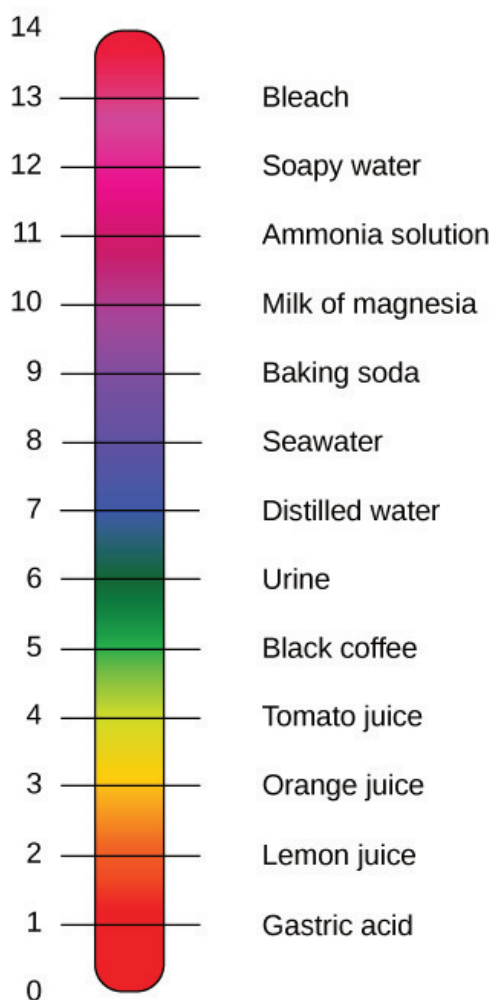 14
13 Bleach
12 Soapy water
11 Ammonia solution
10 Milk of magnesia
9 Baking soda
8 Seawater
7 Distilled water
6 Urine
5 Black coffee
4 Tomato juice
3 Orange juice
2 Lemon juice
1 Gastric acid
0